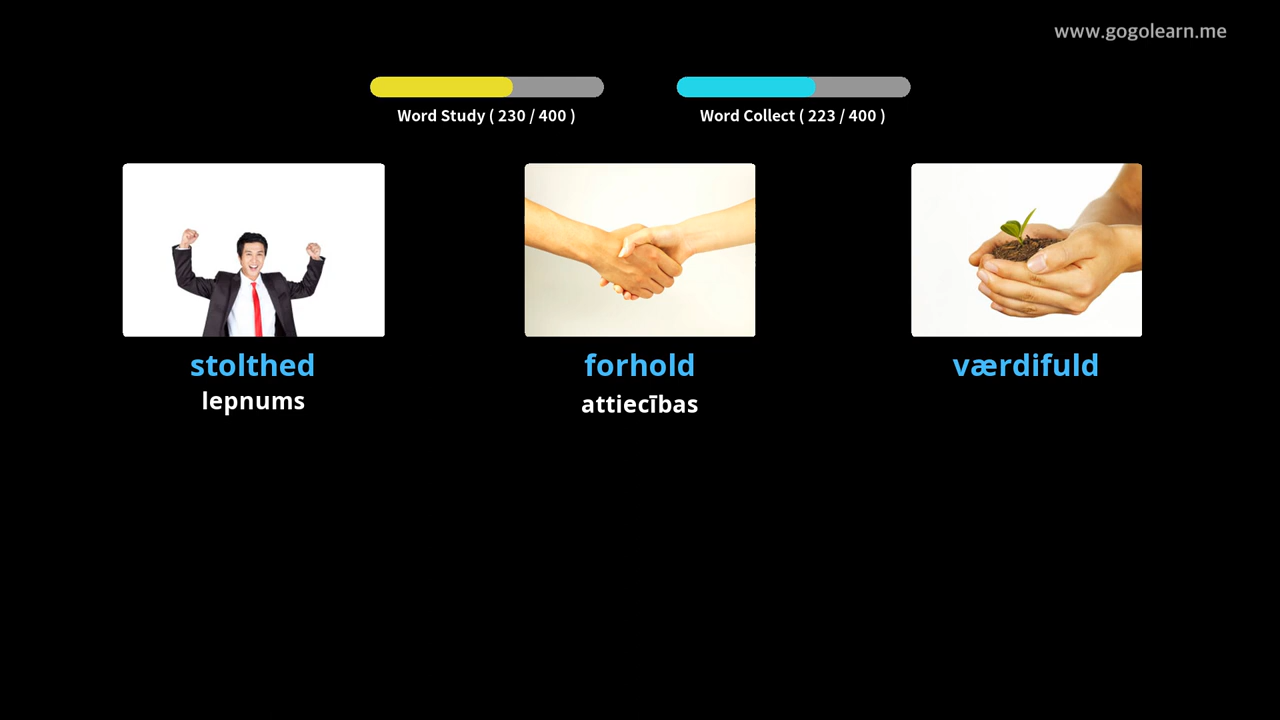 www.gogolearn.me
Word Study ( 230 / 400 )
Word Collect ( 223 / 400 )
stolthed
lepnums
forhold
attiecības
værdifuld